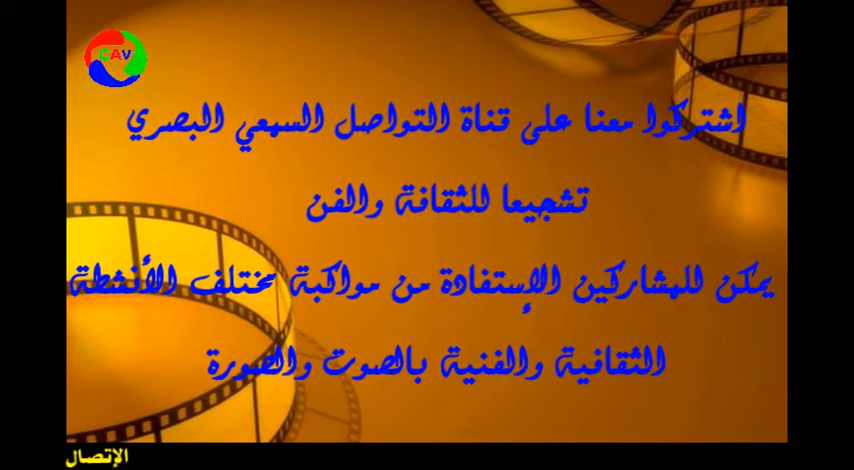 CAV
اشتركوا معنا على قناة التواصل السمعي البصري
تشجيعا للثقافة والفن
يمكن للمشاركين الإستفادة من مواكبة مختلف الأنشطة
الثقافية والفنية بالصوت والصورة
الإتصال